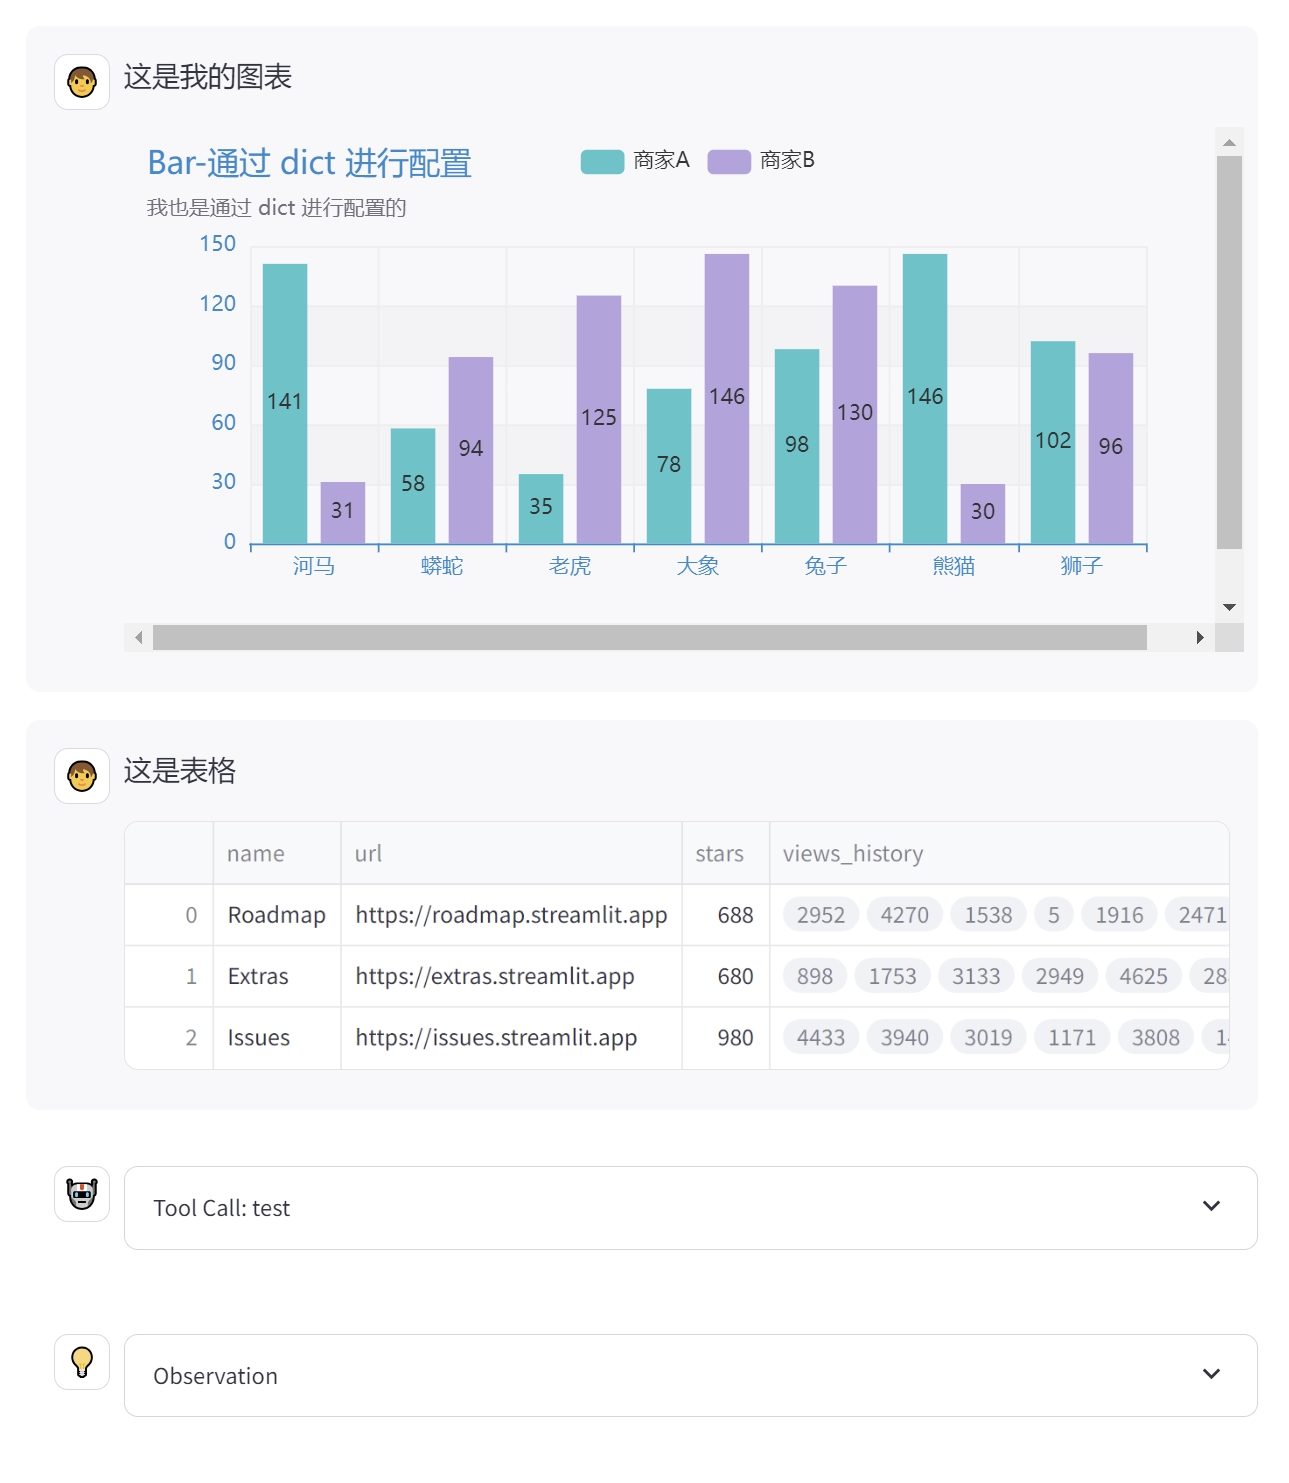 这是我的图表
Bar-通过 dict 进行配置
商家A 商家B
我也是通过 dict 进行配置的
150
120
90
60
30
0
141 31 58 94 35 125 78 146 98 130 146 30 102 96
河马 蟒蛇 老虎 大象 兔子 熊猫 狮子
这是表格
name url stars views_history
0 Roadmap https://roadmap.streamlit.app 688 2952 4270 1538 5 1916 2471
1 Extras https://extras.streamlit.app 680 898 1753 3133 2949 4625 28
2 Issues https://issues.streamlit.app 980 4433 3940 3019 1171 3808
Tool Call: test
Observation